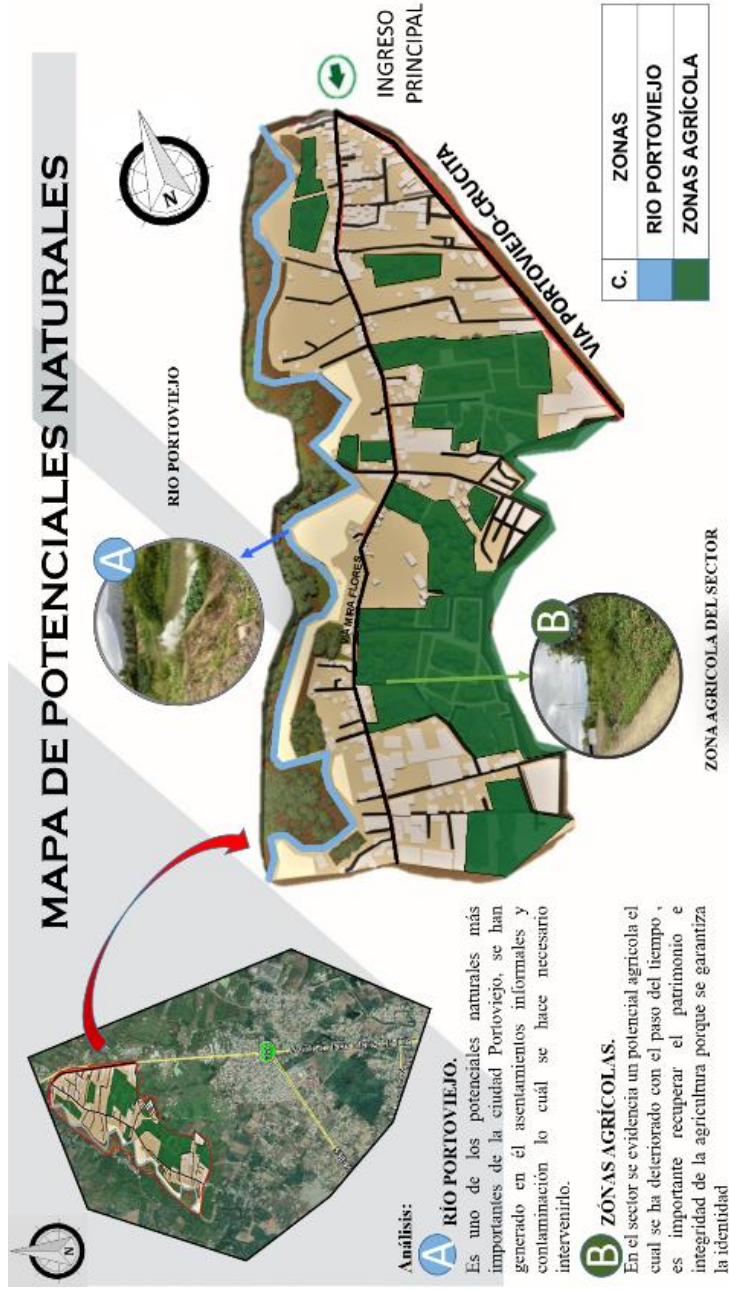 MAPA DE POTENCIALES NATURALES
N
N
RIO PORTOVIEJO
A
INGRESO
PRINCIPAL
VIA MIRA FLORES
VIA PORTOVIEJO-CRUCITA
B
ZONA AGRICOLA DEL SECTOR
C.
ZONAS
RIO PORTOVIEJO
ZONAS AGRÍCOLA
Análisis:
A RÍO PORTOVIEJO.
Es uno de los potenciales naturales más
importantes de la ciudad Portoviejo, se han
generado en él asentamientos informales y
contaminación lo cuál se hace necesario
intervenirlo.
B ZÓNAS AGRÍCOLAS.
En el sector se evidencia un potencial agrícola el
cual se ha deteriorado con el paso del tiempo ,
es importante recuperar el patrimonio e
integridad de la agricultura porque se garantiza
la identidad